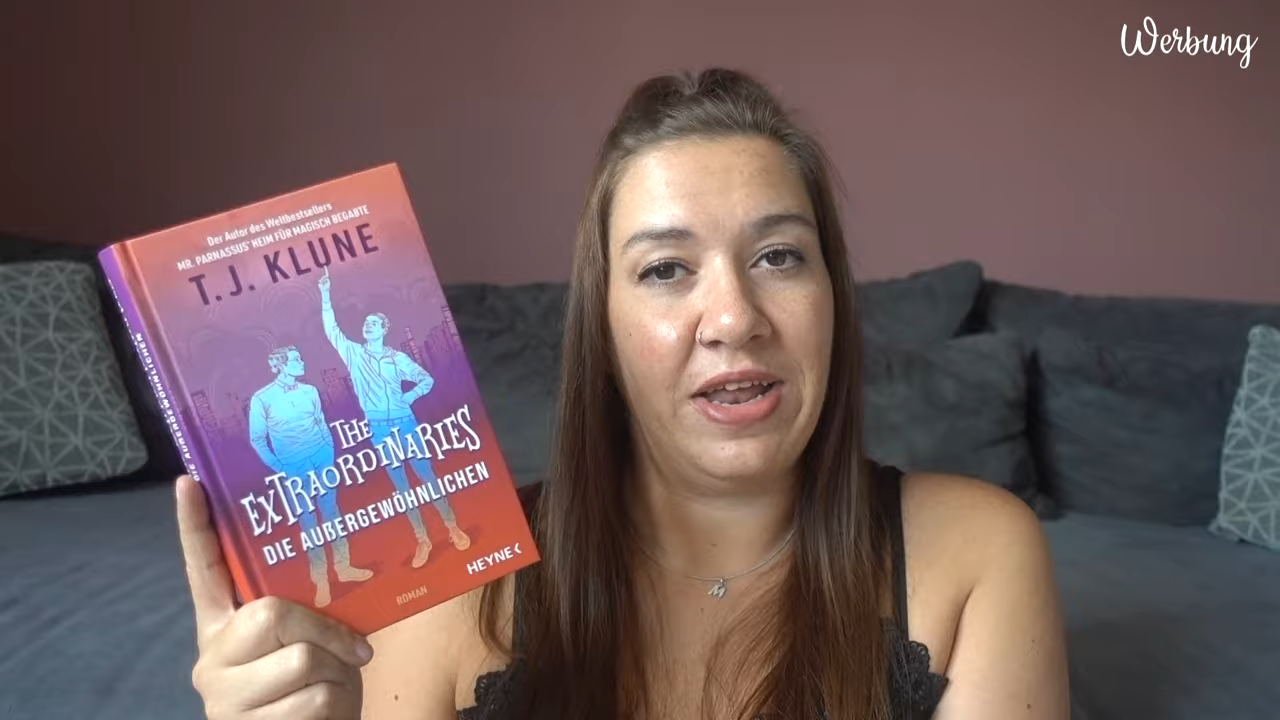 Werbung
Der Autor des Weltbestsellers
MR. PARNASSUS' HEIM FÜR MAGISCH BEGABTE
T. J. KLUNE
THE
EXTRAORDINARIES
DIE AUßERGEWÖHNLICHEN
HEYNE
ROMAN
DIE AUßERGEWÖHNLICHEN
M